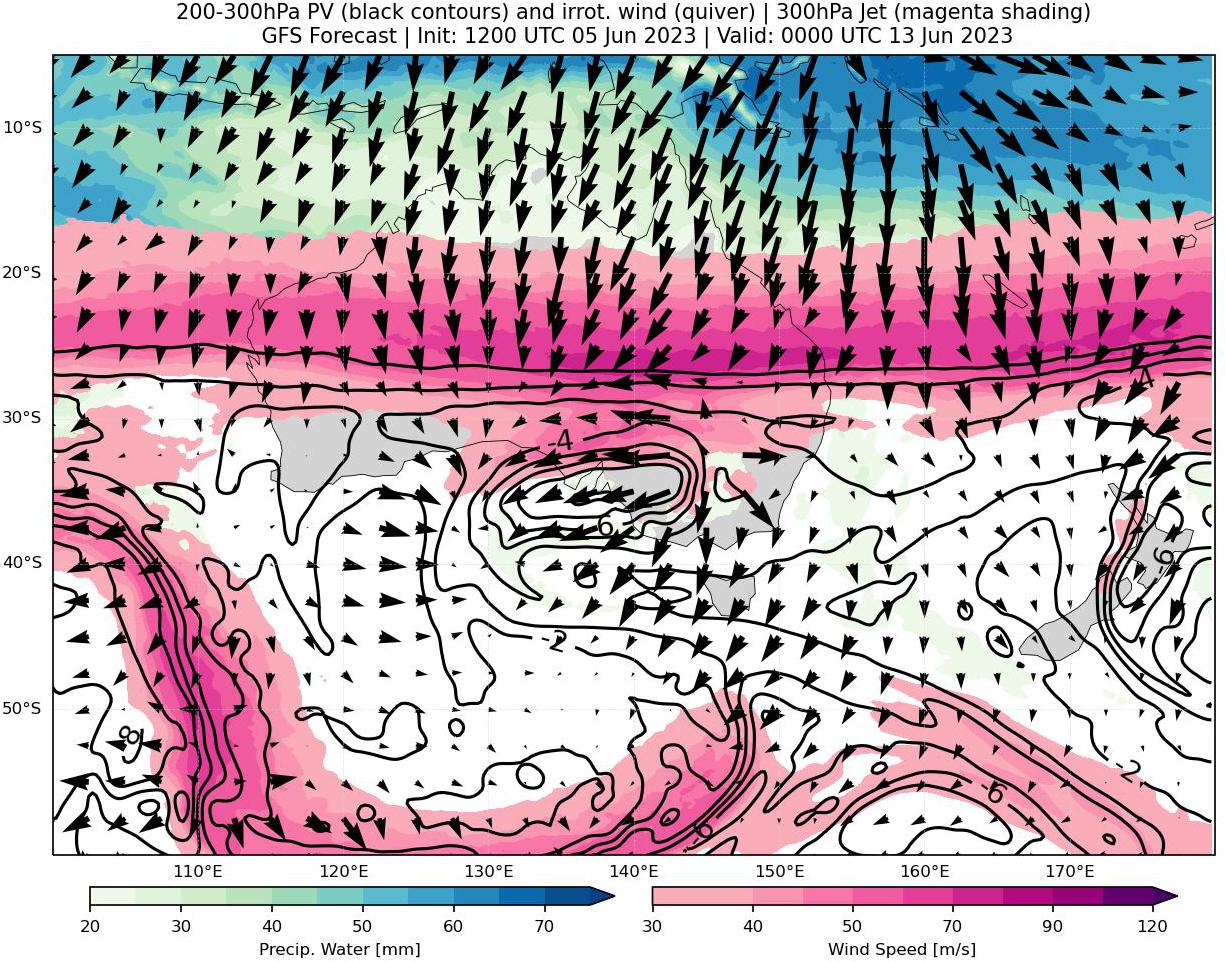 200-300hPa PV (black contours) and irrot. wind (quiver) | 300hPa Jet (magenta shading)
GFS Forecast | Init: 1200 UTC 05 Jun 2023 | Valid: 0000 UTC 13 Jun 2023
10°S
20°S
30°S
40°S
50°S
-4
-4
-6
6
-2
-8
-6
-2
-6
110°E 120°E 130°E 140°E 150°E 160°E 170°E
20 30 40 50 60 70
30 40 50 70 90 120
Precip. Water [mm] Wind Speed [m/s]